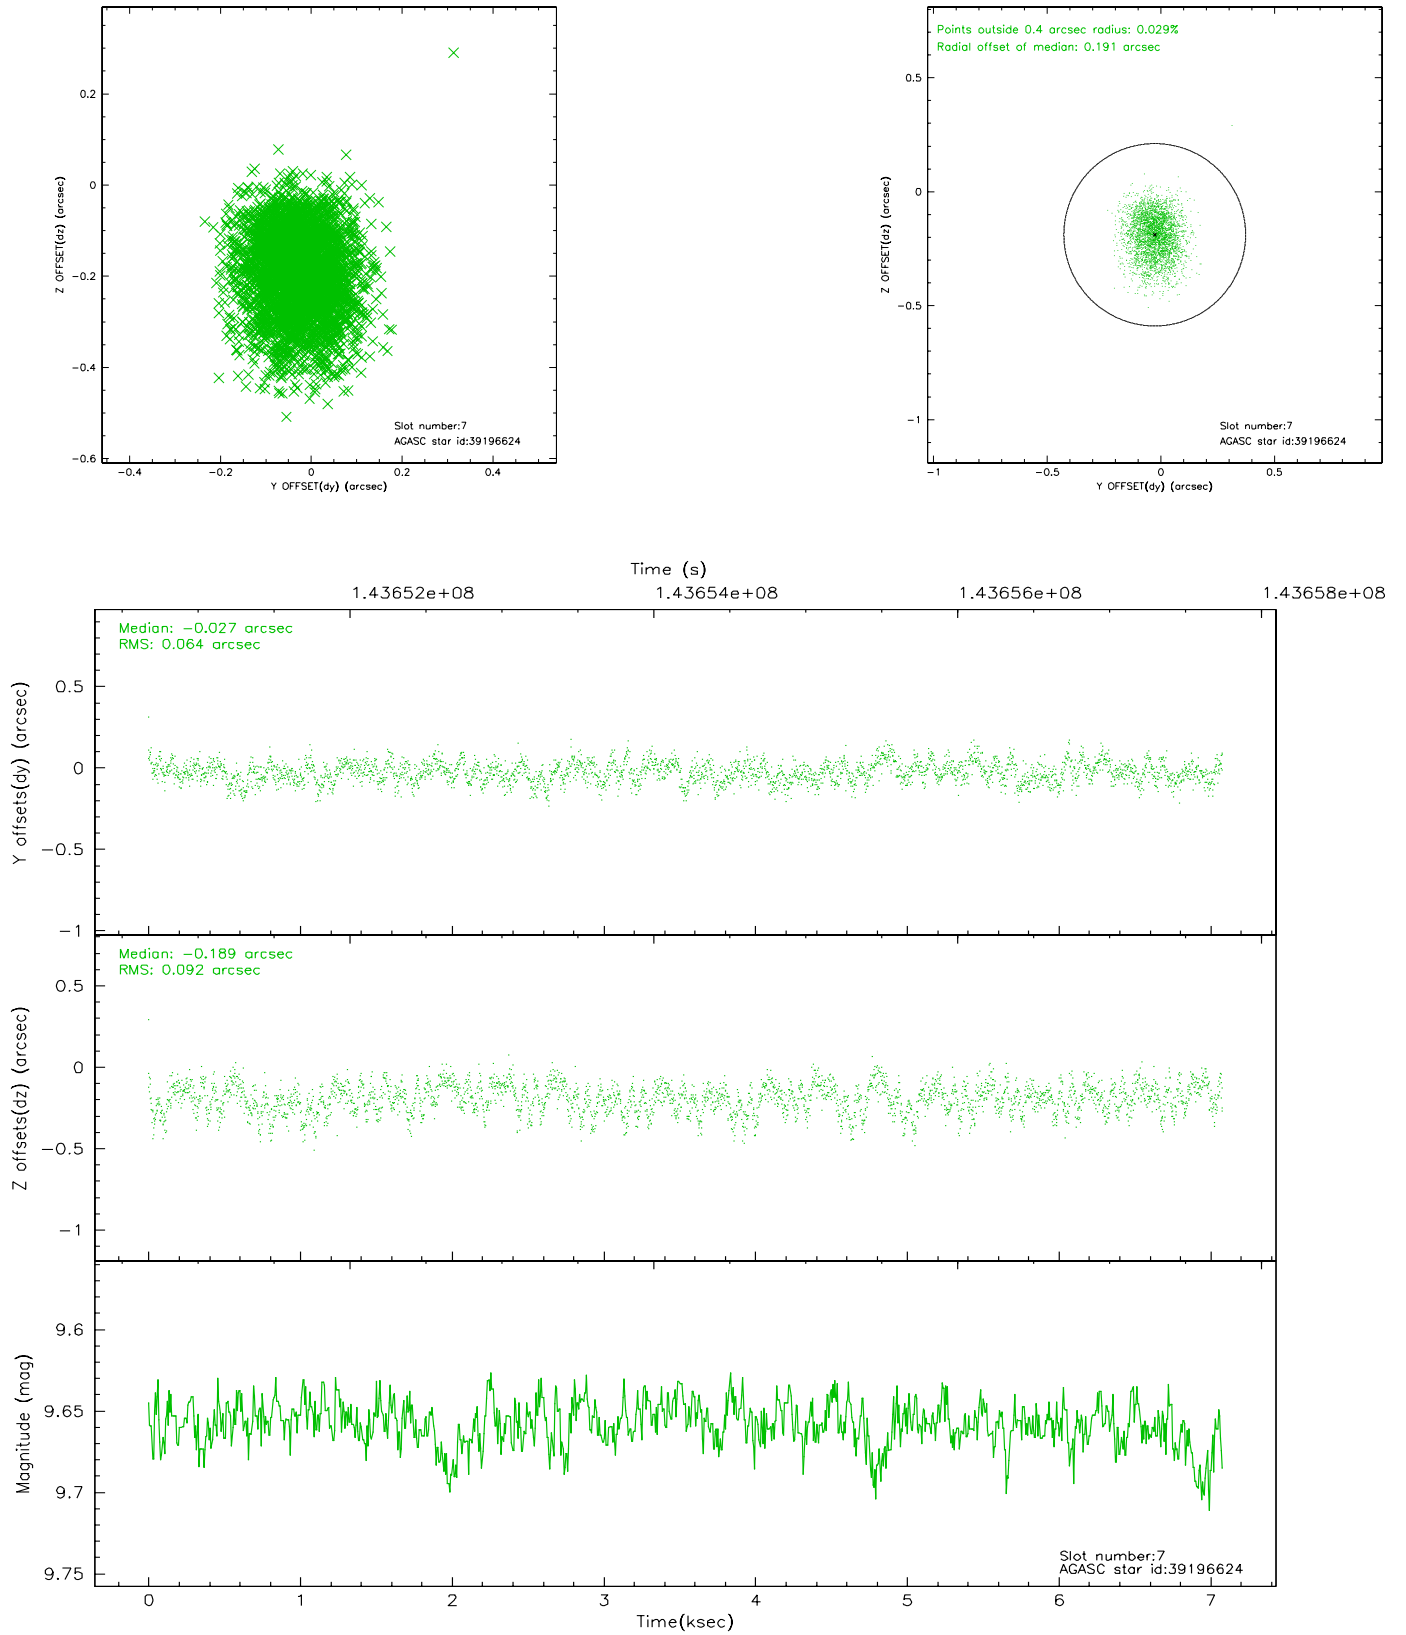 0.2
0
−0.2
−0.4
−0.6
Z OFFSET(dz) (arcsec)
Slot number:7
AGASC star id:39196624
−0.4 −0.2 0 0.2 0.4
Y OFFSET(dy) (arcsec)
Points outside 0.4 arcsec radius: 0.029%
Radial offset of median: 0.191 arcsec
0.5
0
−0.5
−1
Z OFFSET(dz) (arcsec)
Slot number:7
AGASC star id:39196624
−1 −0.5 0 0.5
Y OFFSET(dy) (arcsec)
Time (s)
1.43652e+08 1.43654e+08 1.43656e+08 1.43658e+08
Median: −0.027 arcsec
RMS: 0.064 arcsec
0.5
0
−0.5
−1
Y offsets(dy) (arcsec)
Median: −0.189 arcsec
RMS: 0.092 arcsec
0.5
0
−0.5
−1
Z offsets(dz) (arcsec)
9.6
9.65
9.7
9.75
Magnitude (mag)
Slot number:7
AGASC star id:39196624
0 1 2 3 4 5 6 7
Time(ksec)